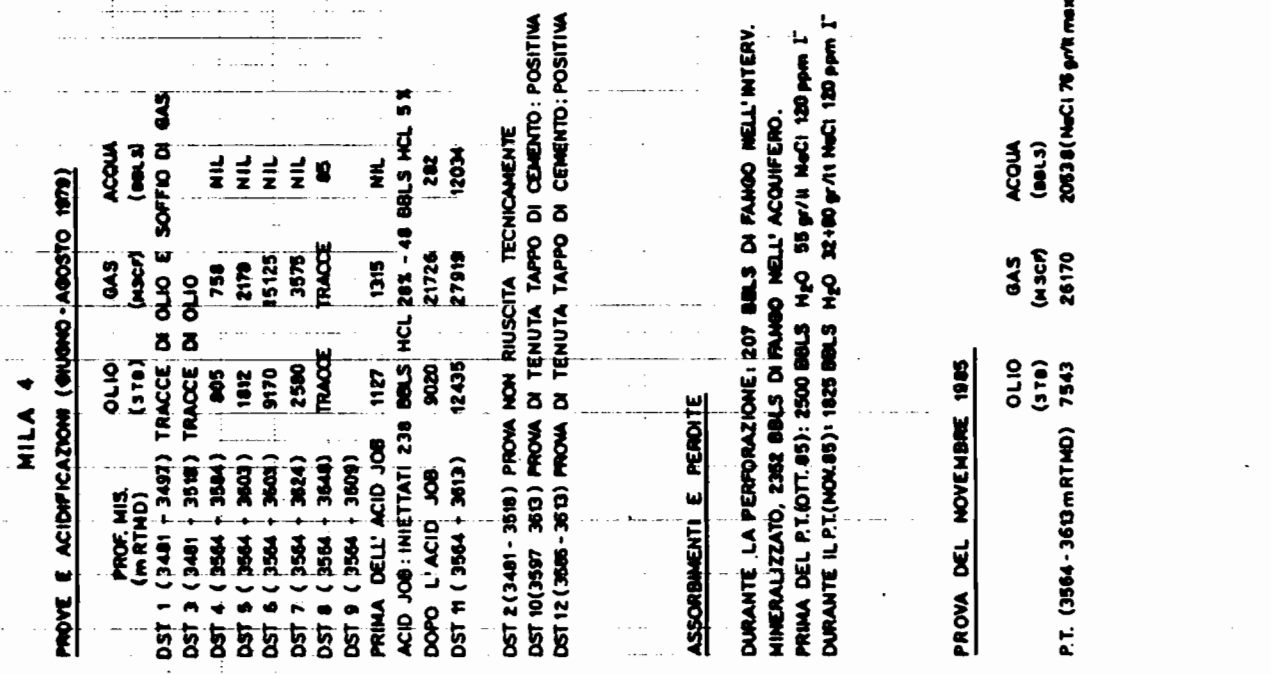 MILA 4
PROVE E ACIDIFICAZIONI (GIUGNO - AGOSTO 1979)
PROF. MIS. OLIO GAS ACQUA
(m RTMD) (STB) (MSCF) (BBLS)
DST 1 (3481 - 3497) TRACCE DI OLIO E SOFFIO DI GAS
DST 3 (3481 - 3518) TRACCE DI OLIO
DST 4 (3564 - 3584) 805 758 NIL
DST 5 (3564 - 3603) 1812 2179 NIL
DST 6 (3564 - 3603) 9170 15125 NIL
DST 7 (3564 - 3624) 2580 3575 NIL
DST 8 (3564 - 3648) TRACCE TRACCE 85
DST 9 (3564 - 3609)
PRIMA DELL' ACID JOB 1127 1315 NIL
ACID JOB: INIETTATI 238 BBLS HCL 28% - 48 BBLS HCL 5%
DOPO L'ACID JOB 9020 21726 282
DST 11 (3564 - 3613) 12435 27919 12034
DST 2 (3481 - 3518) PROVA NON RIUSCITA TECNICAMENTE
DST 10 (3597 3613) PROVA DI TENUTA TAPPO DI CEMENTO: POSITIVA
DST 12 (3586 - 3613) PROVA DI TENUTA TAPPO DI CEMENTO: POSITIVA
ASSORBIMENTI E PERDITE
DURANTE LA PERFORAZIONE: 207 BBLS DI FANGO NELL' INTERV.
MINERALIZZATO, 2352 BBLS DI FANGO NELL' ACQUIFERO.
PRIMA DEL P.T. (OTT. 85): 2500 BBLS H2O 55 gr/lt NaCl 120 ppm I-
DURANTE IL P.T. (NOV. 85): 1825 BBLS H2O 32÷80 gr/lt NaCl 120 ppm I-
PROVA DEL NOVEMBRE 1985
OLIO GAS ACQUA
(STB) (MSCF) (BBLS)
P.T. (3564 - 3613 mRTMD) 7543 26170 20538 (NaCl 76 gr/lt max